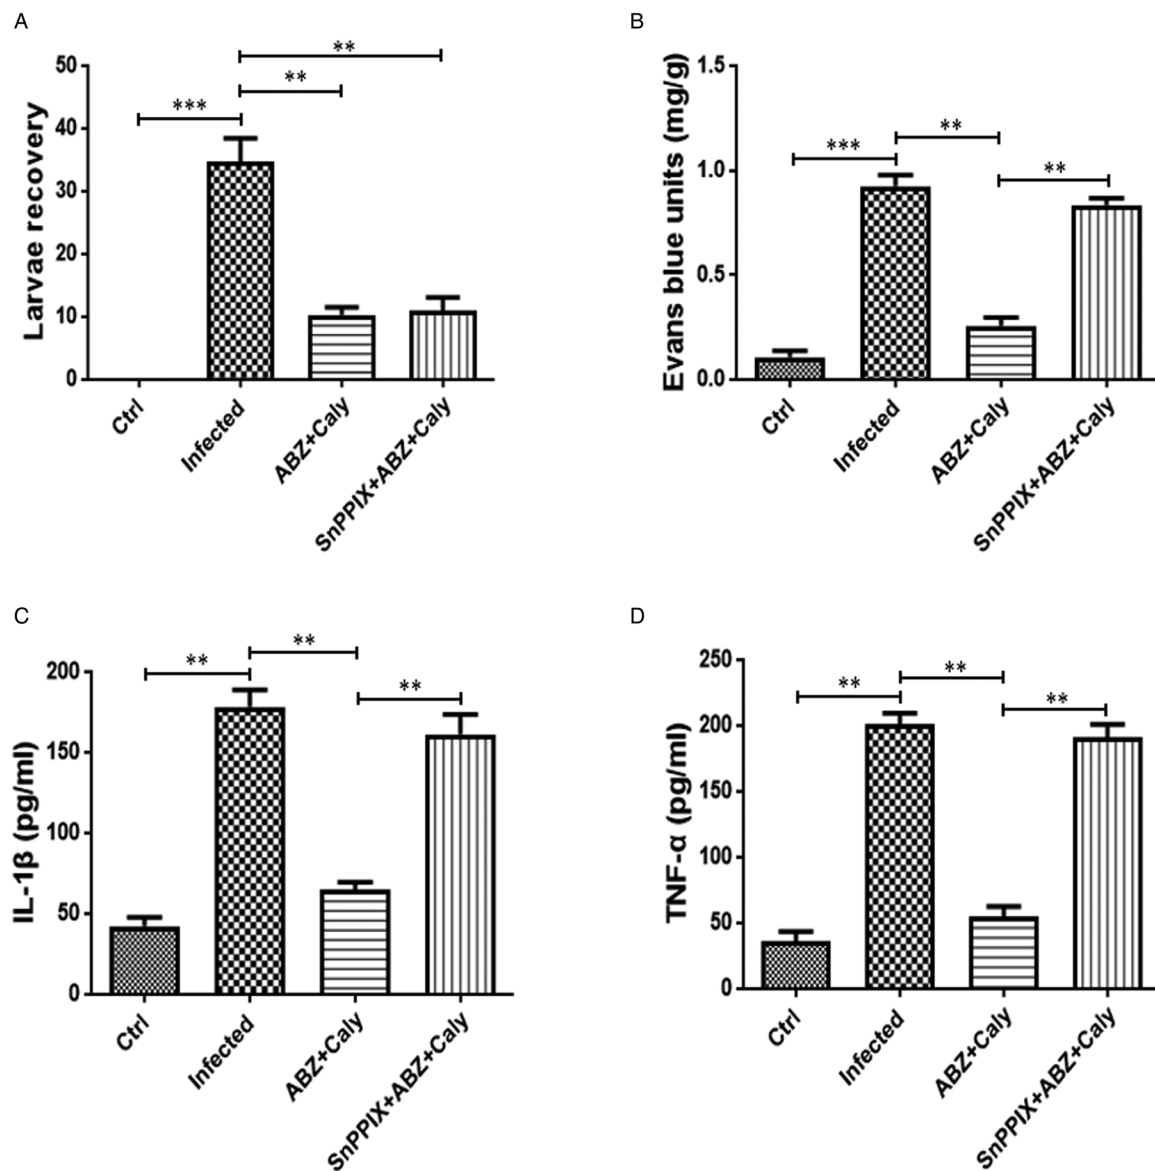 A
Larvae recovery
50
40
30
20
10
0
***
**
**
Ctrl
Infected
ABZ+Caly
SnPPIX+ABZ+Caly
B
Evans blue units (mg/g)
1.5
1.0
0.5
0.0
***
**
**
Ctrl
Infected
ABZ+Caly
SnPPIX+ABZ+Caly
C
IL-1β (pg/ml)
200
150
100
50
0
**
**
**
Ctrl
Infected
ABZ+Caly
SnPPIX+ABZ+Caly
D
TNF-α (pg/ml)
250
200
150
100
50
0
**
**
**
Ctrl
Infected
ABZ+Caly
SnPPIX+ABZ+Caly